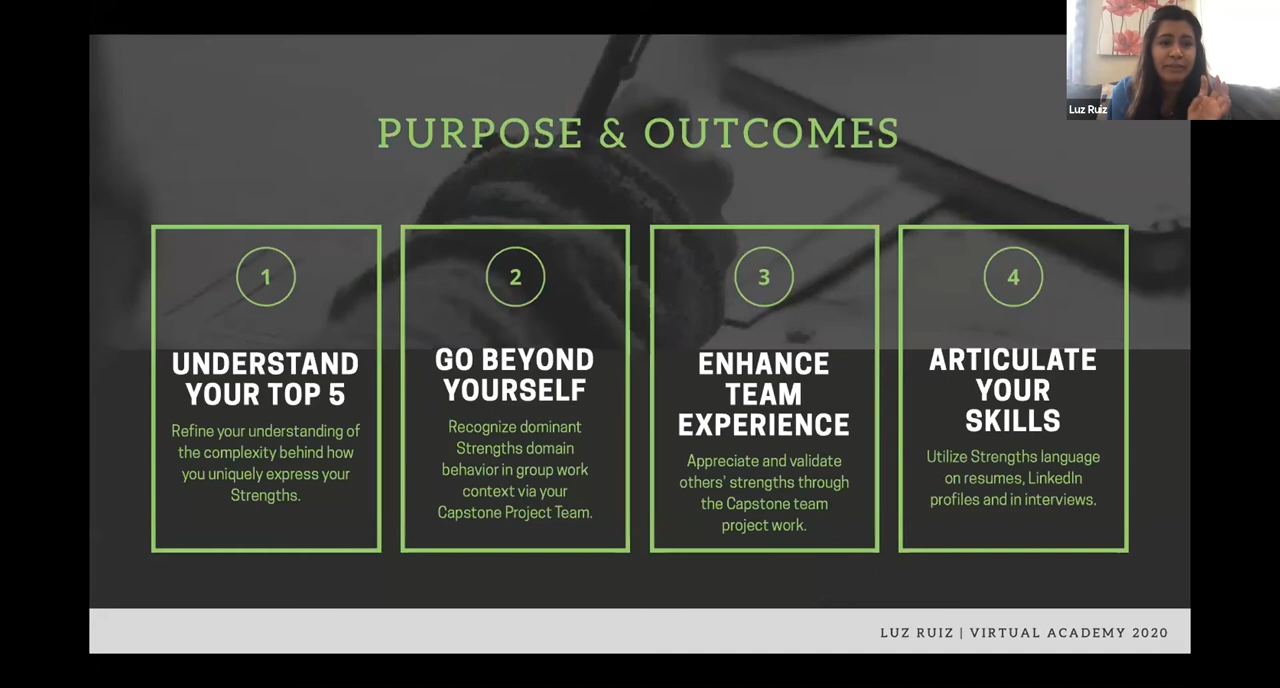 Luz Ruiz
PURPOSE & OUTCOMES
1
UNDERSTAND
YOUR TOP 5
Refine your understanding of
the complexity behind how
you uniquely express your
Strengths.
2
GO BEYOND
YOURSELF
Recognize dominant
Strengths domain
behavior in group work
context via your
Capstone Project Team.
3
ENHANCE
TEAM
EXPERIENCE
Appreciate and validate
others' strengths through
the Capstone team
project work.
4
ARTICULATE
YOUR
SKILLS
Utilize Strengths language
on resumes, LinkedIn
profiles and in interviews.
LUZ RUIZ | VIRTUAL ACADEMY 2020